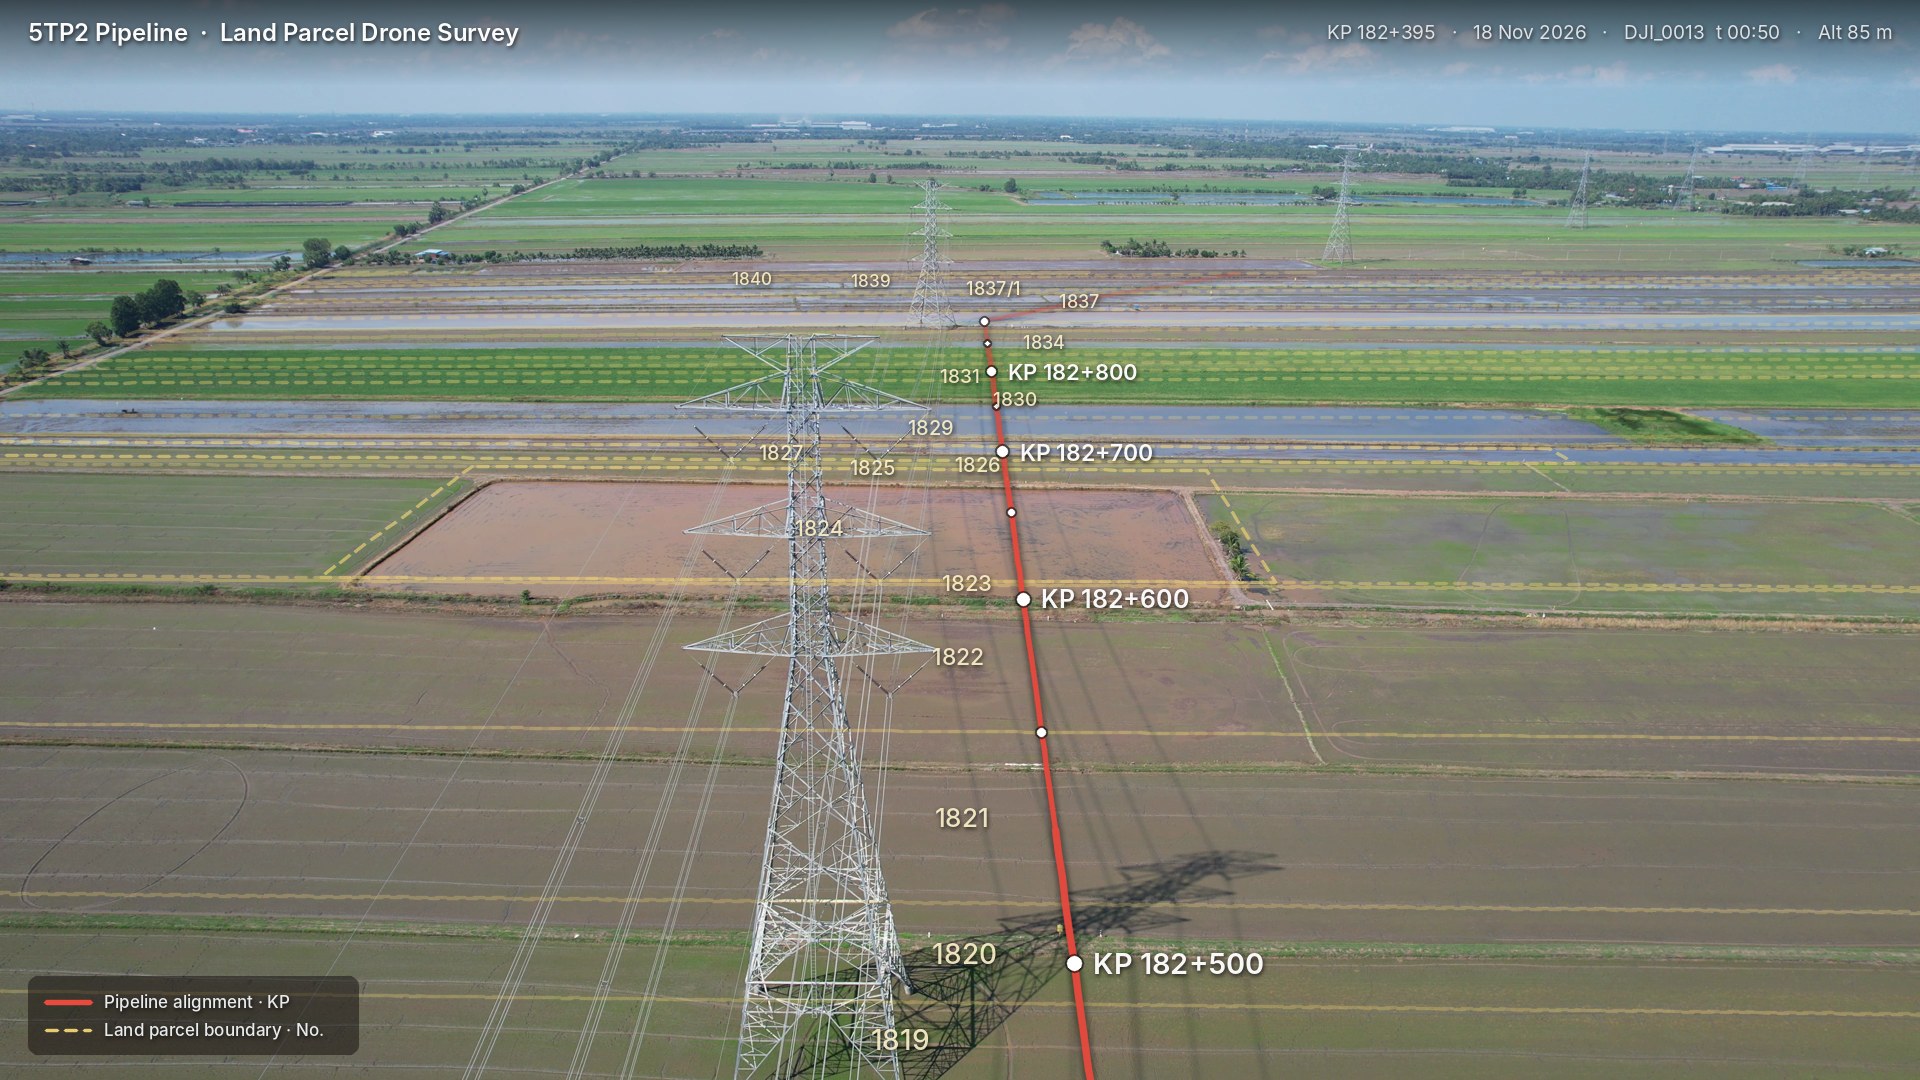 5TP2 Pipeline · Land Parcel Drone Survey
KP 182+395 · 18 Nov 2026 · DJI_0013 t 00:50 · Alt 85 m
1840
1839
1837/1
1837
1834
1831
KP 182+800
1830
1829
1827
1825
1826
KP 182+700
1824
1823
KP 182+600
1822
1821
1820
KP 182+500
1819
Pipeline alignment · KP
Land parcel boundary · No.